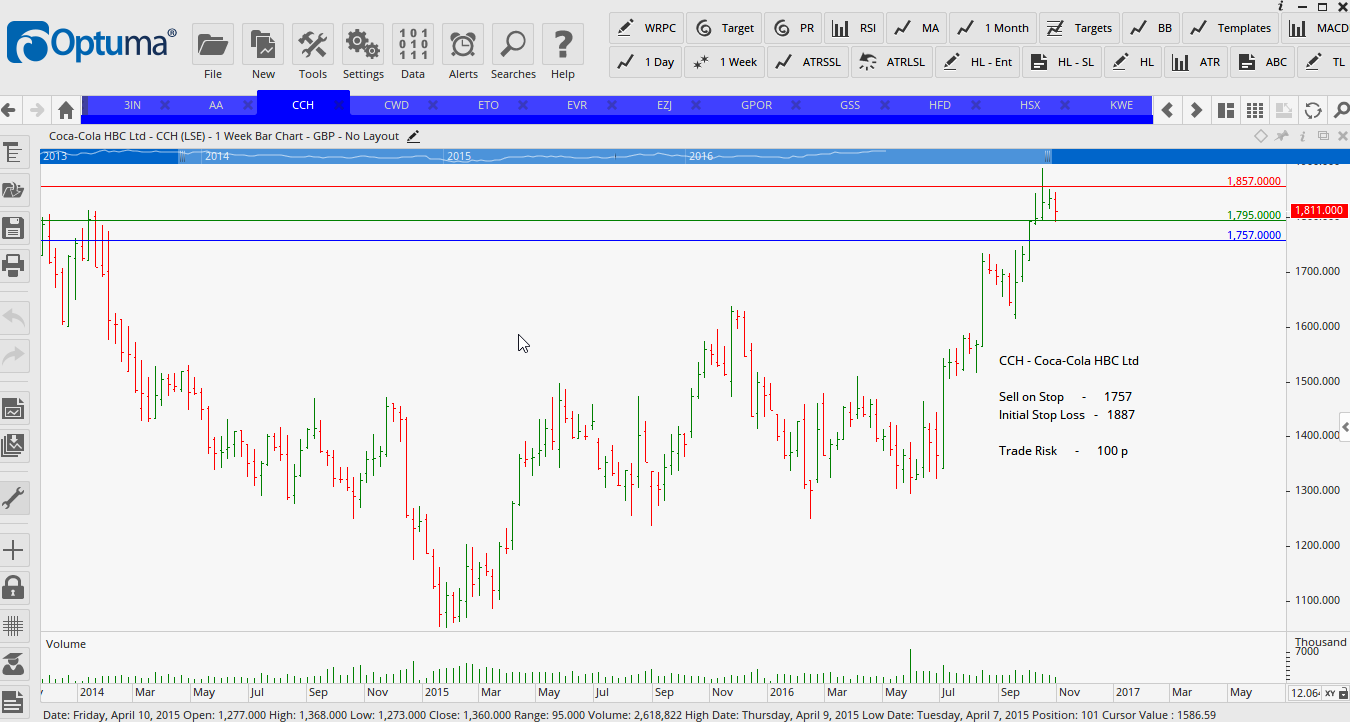 i
Optuma®
File New Tools Settings Data Alerts Searches Help
WRPC Target PR RSI MA 1 Month Targets BB Templates MACD
1 Day 1 Week ATRSSL ATRLSL HL - Ent HL - SL HL ATR ABC TL
3IN AA CCH CWD ETO EVR EZJ GPOR GSS HFD HSX KWE
Coca-Cola HBC Ltd - CCH (LSE) - 1 Week Bar Chart - GBP - No Layout
2013 2014 2015 2016
1,857.0000
1,811.000
1,795.0000
1,757.0000
1700.000
1600.000
1500.000
1400.000
1300.000
1200.000
1100.000
CCH - Coca-Cola HBC Ltd
Sell on Stop - 1757
Initial Stop Loss - 1887
Trade Risk - 100 p
Volume
Thousand
7000
2014 Mar May Jul Sep Nov 2015 Mar May Jul Sep Nov 2016 Mar May Jul Sep Nov 2017 Mar May
XY
Date: Friday, April 10, 2015 Open: 1,277.000 High: 1,368.000 Low: 1,273.000 Close: 1,360.000 Range: 95.000 Volume: 2,618,822 High Date: Thursday, April 9, 2015 Low Date: Tuesday, April 7, 2015 Position: 101 Cursor Value : 1586.59